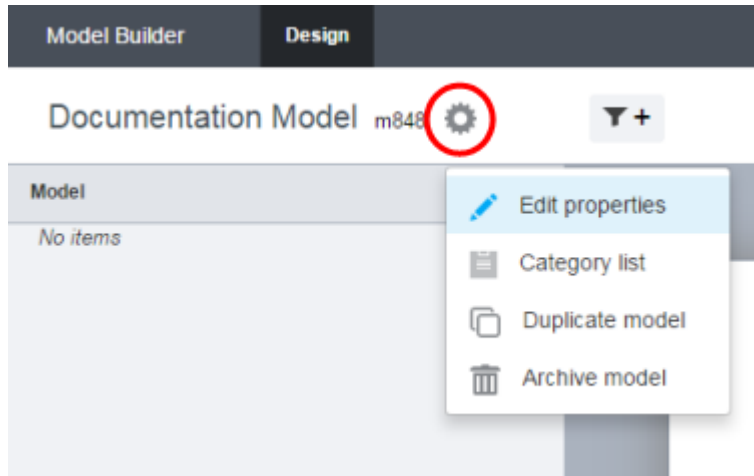 Model Builder Design
Documentation Model m848
Model
No items
Edit properties
Category list
Duplicate model
Archive model